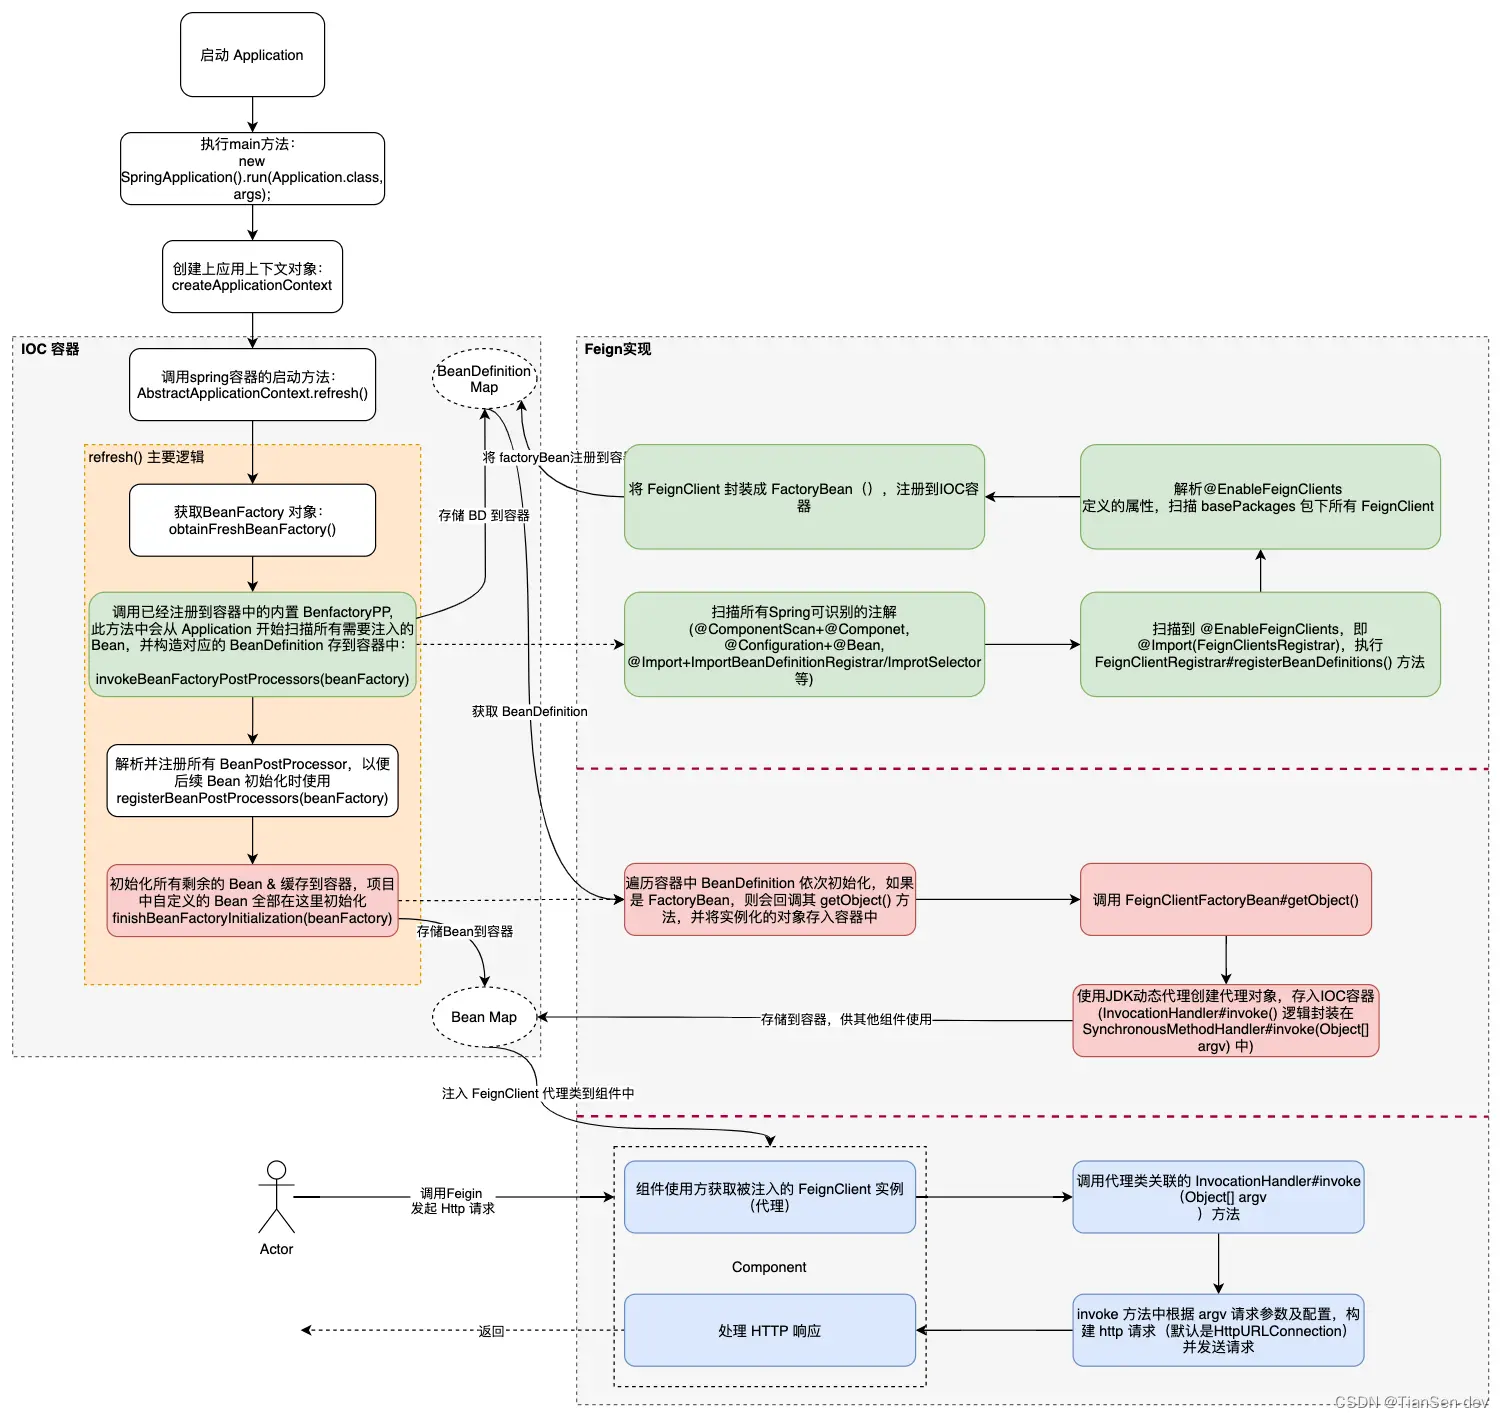 启动 Application
执行main方法：
new
SpringApplication().run(Application.class,
args);
创建上应用上下文对象：
createApplicationContext
IOC 容器
调用spring容器的启动方法：
AbstractApplicationContext.refresh()
BeanDefinition
Map
refresh() 主要逻辑
获取BeanFactory 对象：
obtainFreshBeanFactory()
将 factoryBean注册到容
存储 BD 到容器
调用已经注册到容器中的内置 BenfactoryPP,
此方法中会从 Application 开始扫描所有需要注入的
Bean，并构造对应的 BeanDefinition 存到容器中：
invokeBeanFactoryPostProcessors(beanFactory)
获取 BeanDefinition
解析并注册所有 BeanPostProcessor，以便
后续 Bean 初始化时使用
registerBeanPostProcessors(beanFactory)
初始化所有剩余的 Bean & 缓存到容器，项目
中自定义的 Bean 全部在这里初始化
finishBeanFactoryInitialization(beanFactory)
存储Bean到容器
Bean Map
Feign实现
将 FeignClient 封装成 FactoryBean（），注册到IOC容
器
解析@EnableFeignClients
定义的属性，扫描 basePackages 包下所有 FeignClient
扫描所有Spring可识别的注解
(@ComponentScan+@Componet,
@Configuration+@Bean,
@Import+ImportBeanDefinitionRegistrar/ImprotSelector
等)
扫描到 @EnableFeignClients，即
@Import(FeignClientsRegistrar)，执行
FeignClientRegistrar#registerBeanDefinitions() 方法
遍历容器中 BeanDefinition 依次初始化，如果
是 FactoryBean，则会回调其 getObject() 方
法，并将实例化的对象存入容器中
调用 FeignClientFactoryBean#getObject()
使用JDK动态代理创建代理对象，存入IOC容器
(InvocationHandler#invoke() 逻辑封装在
SynchronousMethodHandler#invoke(Object[]
argv) 中)
存储到容器，供其他组件使用
注入 FeignClient 代理类到组件中
Actor
调用Feigin
发起 Http 请求
组件使用方获取被注入的 FeignClient 实例
（代理）
调用代理类关联的 InvocationHandler#invoke
（Object[] argv
）方法
Component
invoke 方法中根据 argv 请求参数及配置，构
建 http 请求（默认是HttpURLConnection）
并发送请求
处理 HTTP 响应
返回
CSDN @TianSen-dev